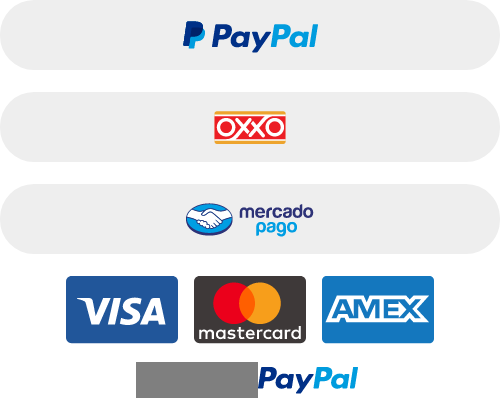 PayPal
OXXO
mercado
pago
VISA mastercard AMEX
PayPal